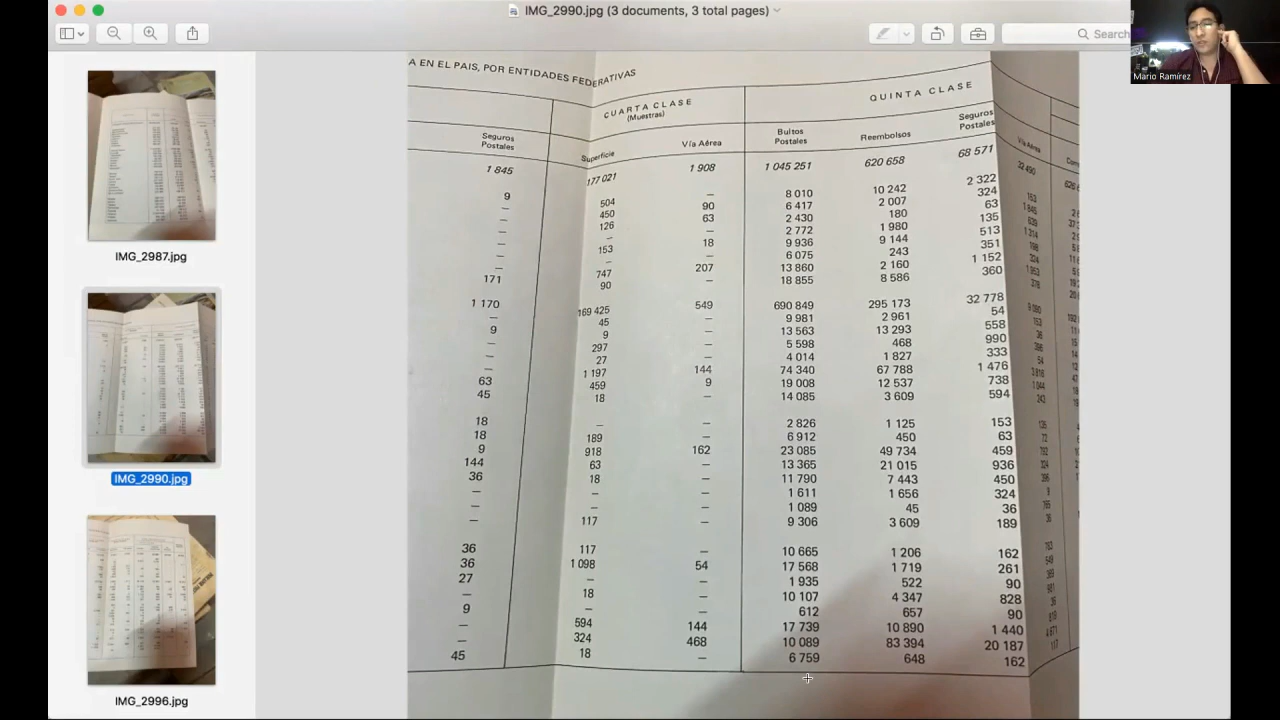 IMG_2990.jpg (3 documents, 3 total pages)
Search
Mario Ramírez
IMG_2987.jpg
IMG_2990.jpg
IMG_2996.jpg
A EN EL PAIS, POR ENTIDADES FEDERATIVAS
CUARTA CLASE
(Muestras)
QUINTA CLASE
Seguros Postales Superficie Vía Aérea Bultos Postales Reembolsos Seguros Postales Vía Aérea
1 845 177 021 1 908 1 045 251 620 658 68 571
9 504 — 8 010 10 242 2 322
— 450 90 6 417 2 007 324
— 126 63 2 430 180 63
— — — 2 772 1 980 135
— 153 18 9 936 9 144 513
— — — 6 075 243 351
— 747 207 13 860 2 160 1 152
171 90 — 18 855 8 586 360
1 170 169 425 549 690 849 295 173 32 778
— 45 — 9 981 2 961 54
9 9 — 13 563 13 293 558
— 297 — 5 598 468 990
— 27 — 4 014 1 827 333
— 1 197 144 74 340 67 788 1 476
63 459 9 19 008 12 537 738
45 18 — 14 085 3 609 594
18 — — 2 826 1 125 153
18 189 — 6 912 450 63
9 918 162 23 085 49 734 459
144 63 — 13 365 21 015 936
36 18 — 11 790 7 443 450
— — — 1 611 1 656 324
— — — 1 089 45 36
— 117 — 9 306 3 609 189
36 117 — 10 665 1 206 162
36 1 098 54 17 568 1 719 261
27 — — 1 935 522 90
— 18 — 10 107 4 347 828
9 — — 612 657 90
— 594 144 17 739 10 890 1 440
— 324 468 10 089 83 394 20 187
45 18 — 6 759 648 162